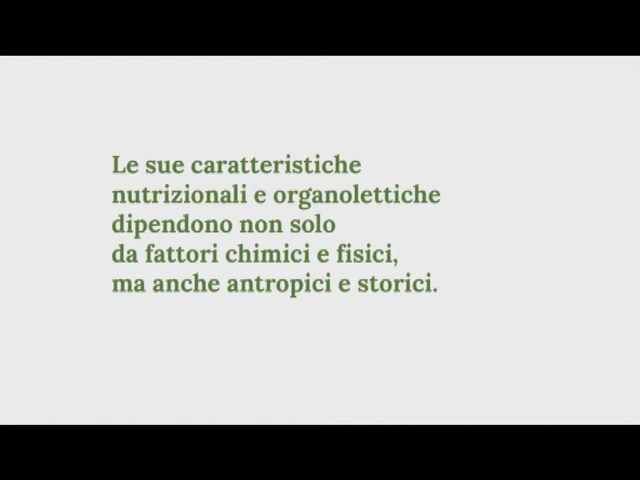 Le sue caratteristiche
nutrizionali e organolettiche
dipendono non solo
da fattori chimici e fisici,
ma anche antropici e storici.